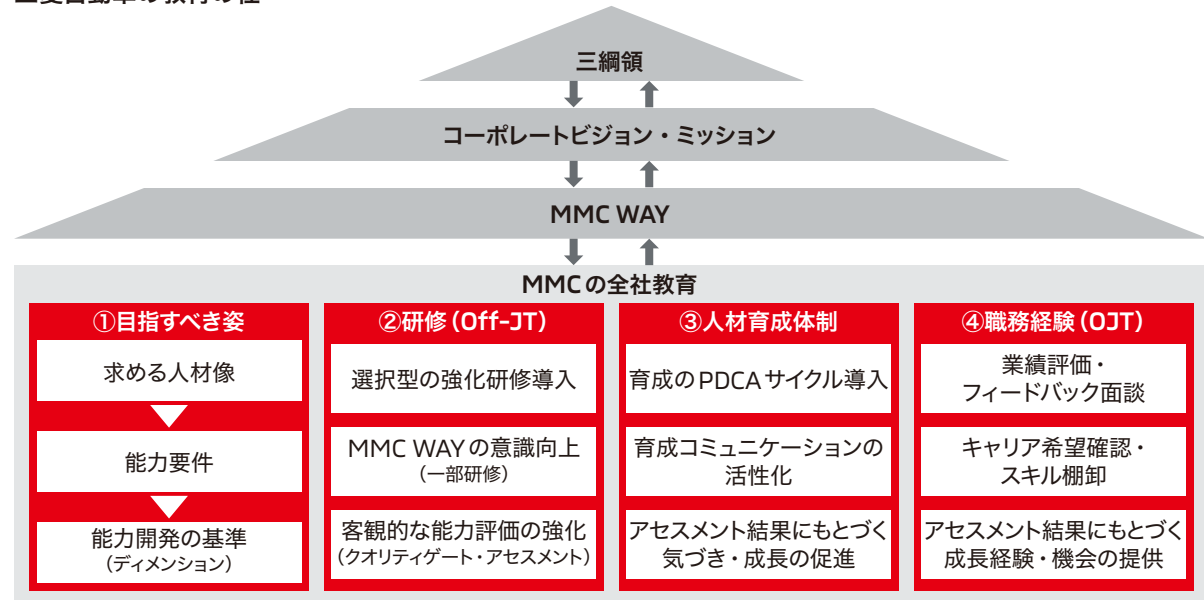 三綱領
コーポレートビジョン・ミッション
MMC WAY
MMCの全社教育
①目指すべき姿
求める人材像
能力要件
能力開発の基準
(ディメンション)
②研修(Off-JT)
選択型の強化研修導入
MMC WAYの意識向上
(一部研修)
客観的な能力評価の強化
(クオリティゲート・アセスメント)
③人材育成体制
育成のPDCAサイクル導入
育成コミュニケーションの
活性化
アセスメント結果にもとづく
気づき・成長の促進
④職務経験(OJT)
業績評価・
フィードバック面談
キャリア希望確認・
スキル棚卸
アセスメント結果にもとづく
成長経験・機会の提供